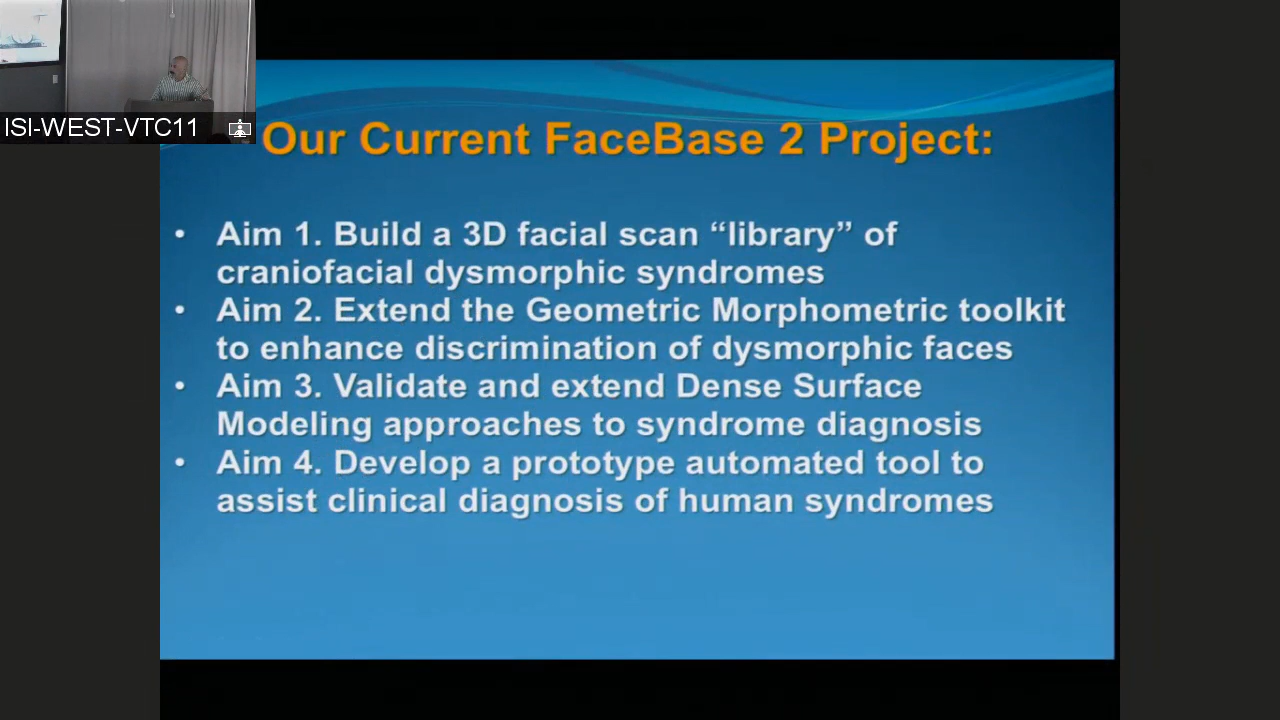 ISI-WEST-VTC11
Our Current FaceBase 2 Project:
• Aim 1. Build a 3D facial scan “library” of
craniofacial dysmorphic syndromes
• Aim 2. Extend the Geometric Morphometric toolkit
to enhance discrimination of dysmorphic faces
• Aim 3. Validate and extend Dense Surface
Modeling approaches to syndrome diagnosis
• Aim 4. Develop a prototype automated tool to
assist clinical diagnosis of human syndromes